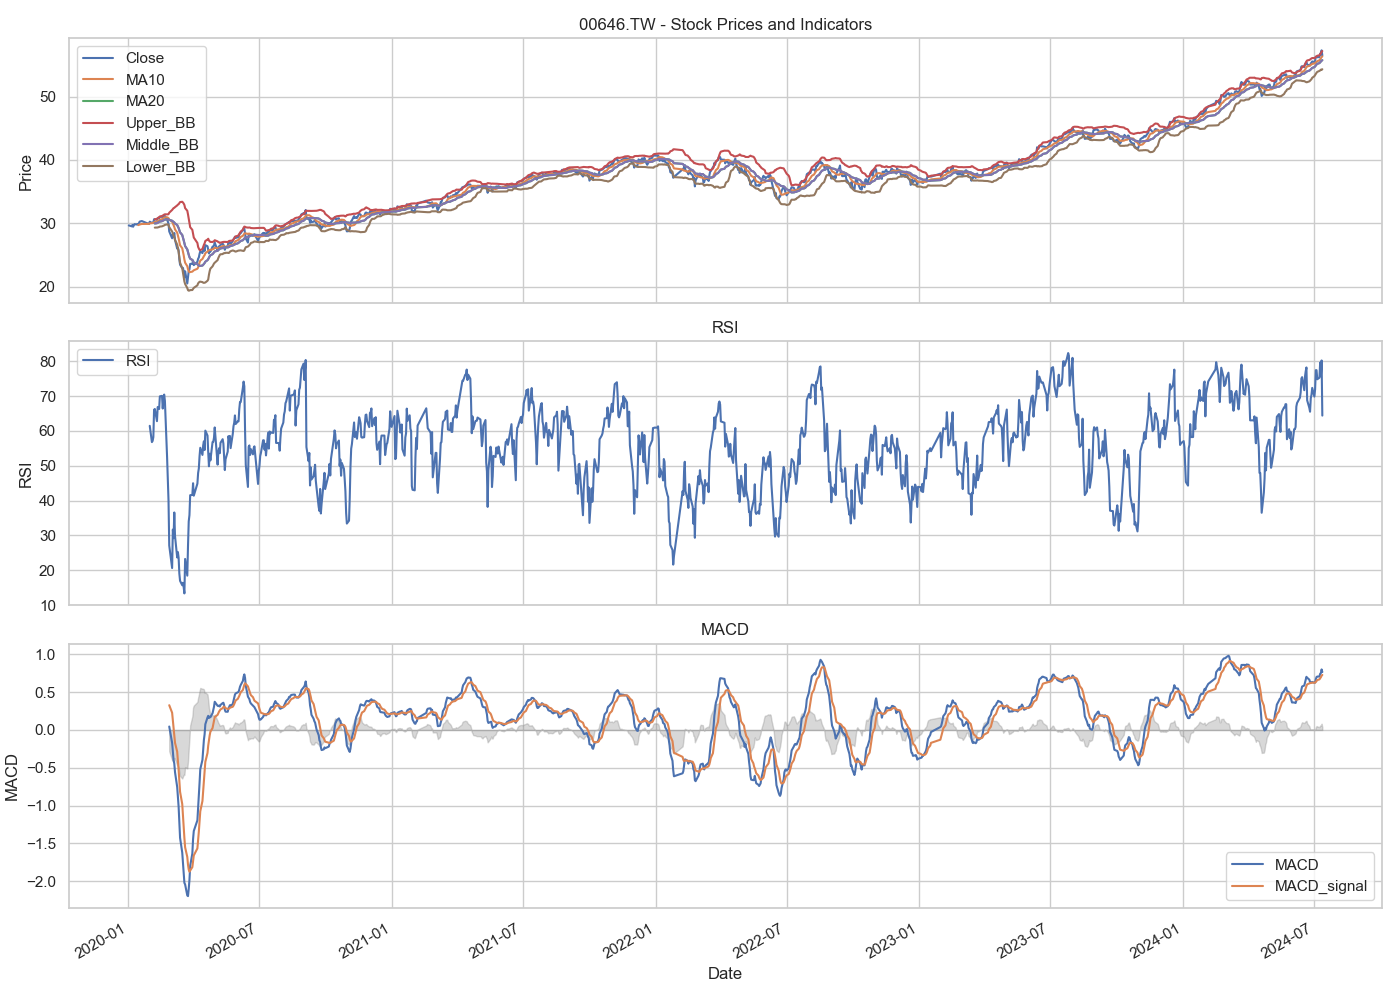 00646.TW - Stock Prices and Indicators
Close
MA10
MA20
Upper_BB
Middle_BB
Lower_BB
Price
50
40
30
20
RSI
RSI
RSI
80
70
60
50
40
30
20
10
MACD
MACD
1.0
0.5
0.0
−0.5
−1.0
−1.5
−2.0
MACD
MACD_signal
2020-01
2020-07
2021-01
2021-07
2022-01
2022-07
2023-01
2023-07
2024-01
2024-07
Date